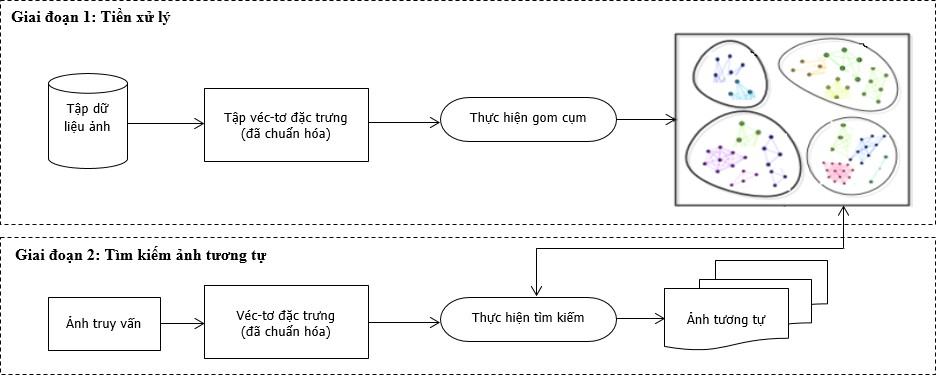 Giai đoạn 1: Tiền xử lý
Tập dữ
liệu ảnh
Tập véc-tơ đặc trưng
(đã chuẩn hóa)
Thực hiện gom cụm
Giai đoạn 2: Tìm kiếm ảnh tương tự
Ảnh truy vấn
Véc-tơ đặc trưng
(đã chuẩn hóa)
Thực hiện tìm kiếm
Ảnh tương tự